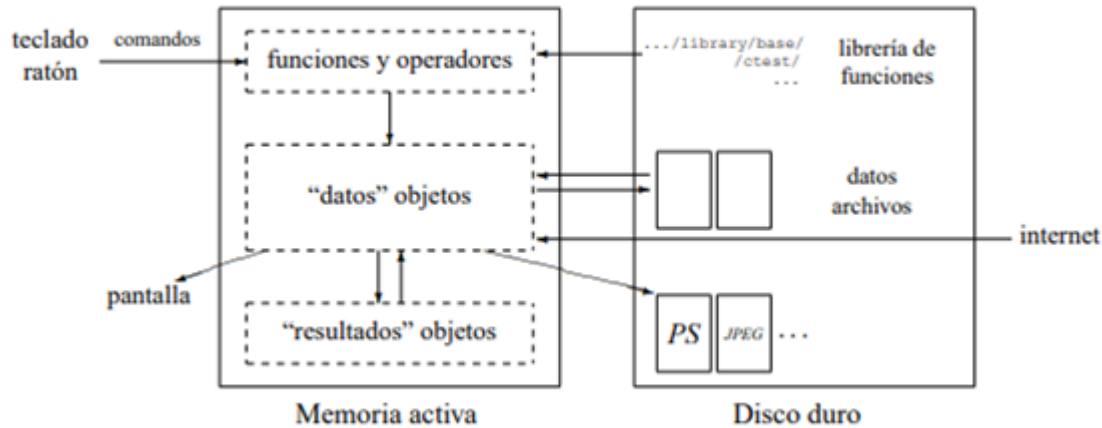 teclado
ratón
comandos
funciones y operadores
.../library/base/
/ctest/
...
librería de
funciones
“datos” objetos
datos
archivos
internet
pantalla
“resultados” objetos
PS
JPEG
...
Memoria activa
Disco duro